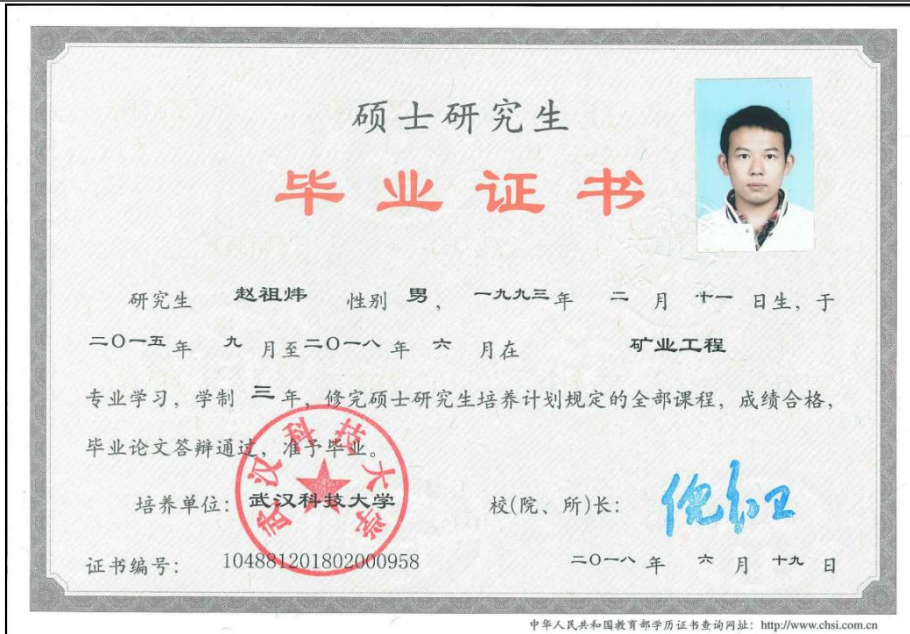 硕士研究生
毕业证书
研究生 赵祖炜 性别 男, 一九九三年 二 月 十一 日生, 于
二〇一五年 九 月至二〇一八年 六 月在 矿业工程
专业学习, 学制 三年, 修完硕士研究生培养计划规定的全部课程, 成绩合格,
毕业论文答辩通过, 准予毕业。
培养单位: 武汉科技大学 校(院、所)长: 倪红卫
武汉科技大学
证书编号: 104881201802000958 二〇一八年 六 月 十九 日
中华人民共和国教育部学历证书查询网址: http://www.chsi.com.cn